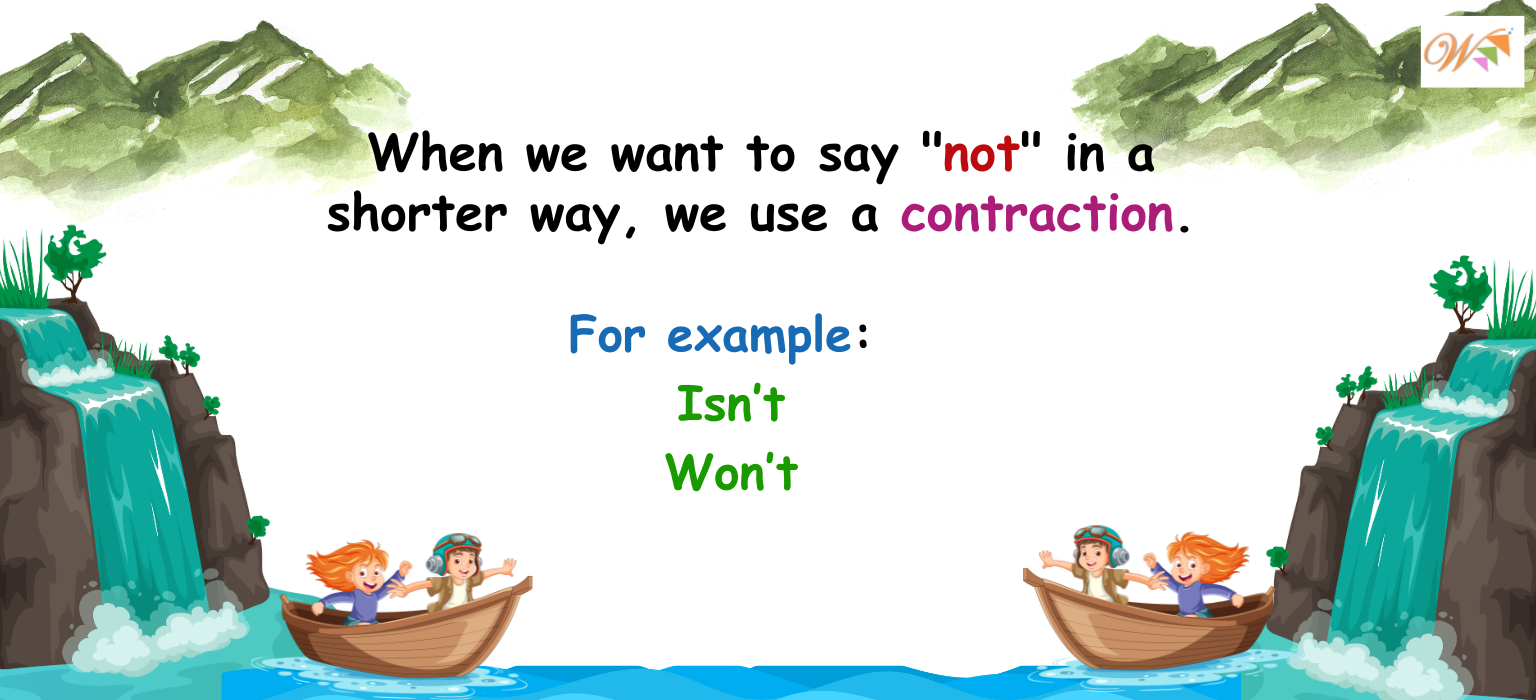 W
When we want to say "not" in a
shorter way, we use a contraction.
For example:
Isn't
Won't